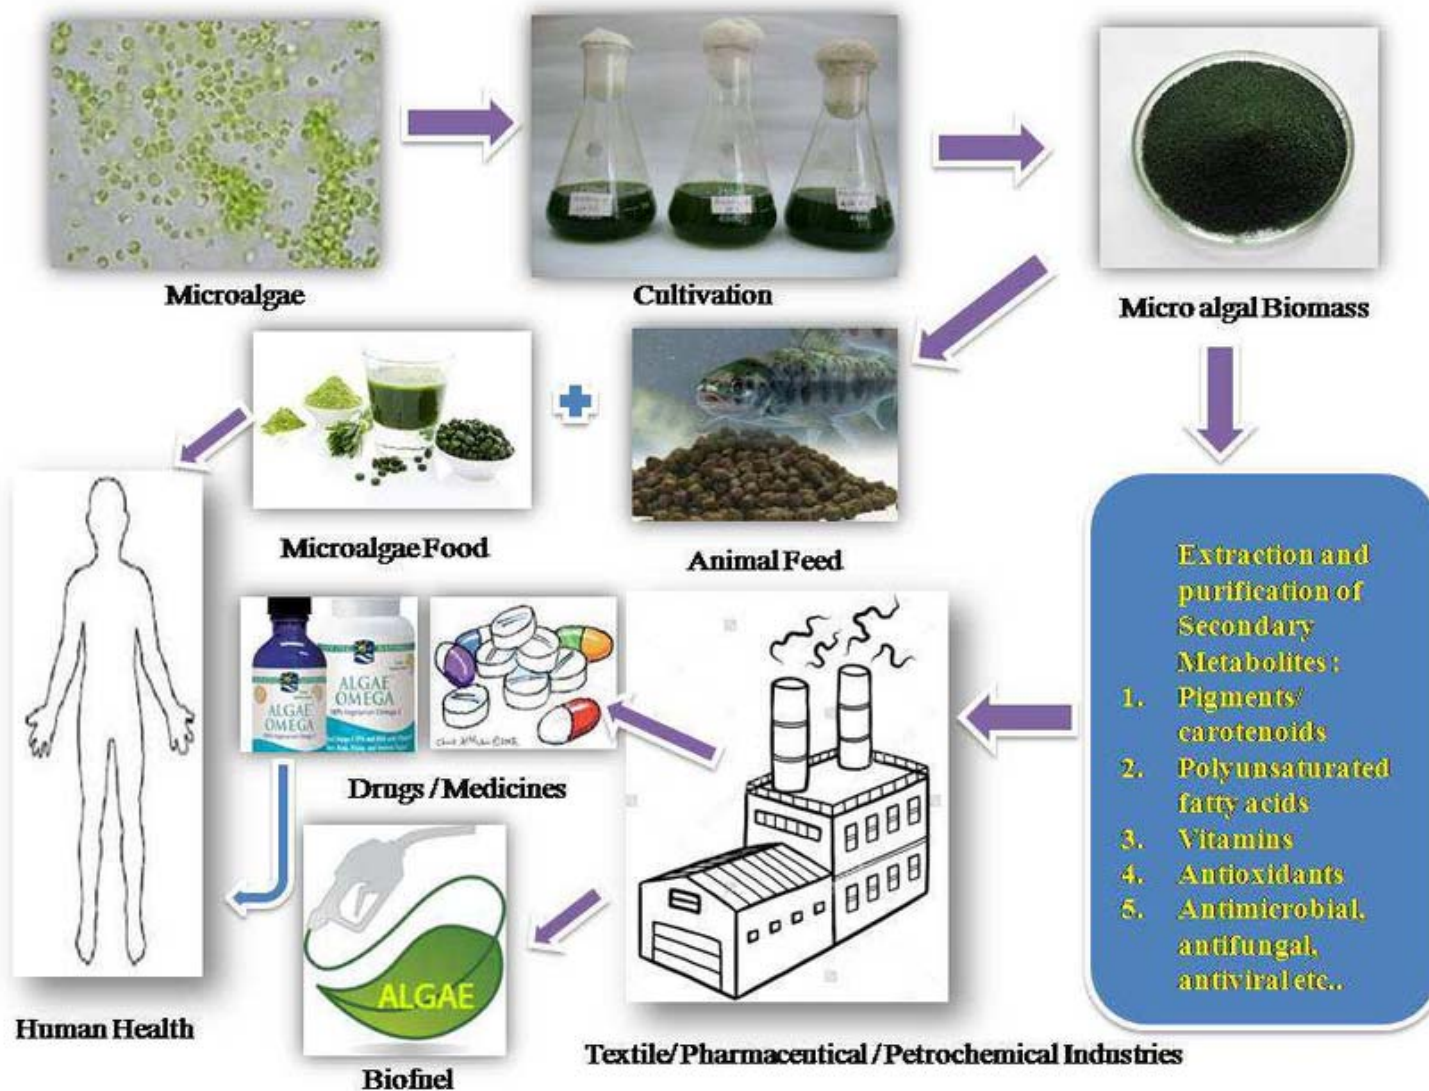 Microalgae
Cultivation
Micro algal Biomass
Microalgae Food
Animal Feed
Extraction and
purification of
Secondary
Metabolites :
1. Pigments/
carotenoids
2. Polyunsaturated
fatty acids
3. Vitamins
4. Antioxidants
5. Antimicrobial,
antifungal,
antiviral etc..
ALGAE
OMEGA
ALGAE
OMEGA
Drugs / Medicines
ALGAE
Human Health
Biofuel
Textile/ Pharmaceutical / Petrochemical Industries